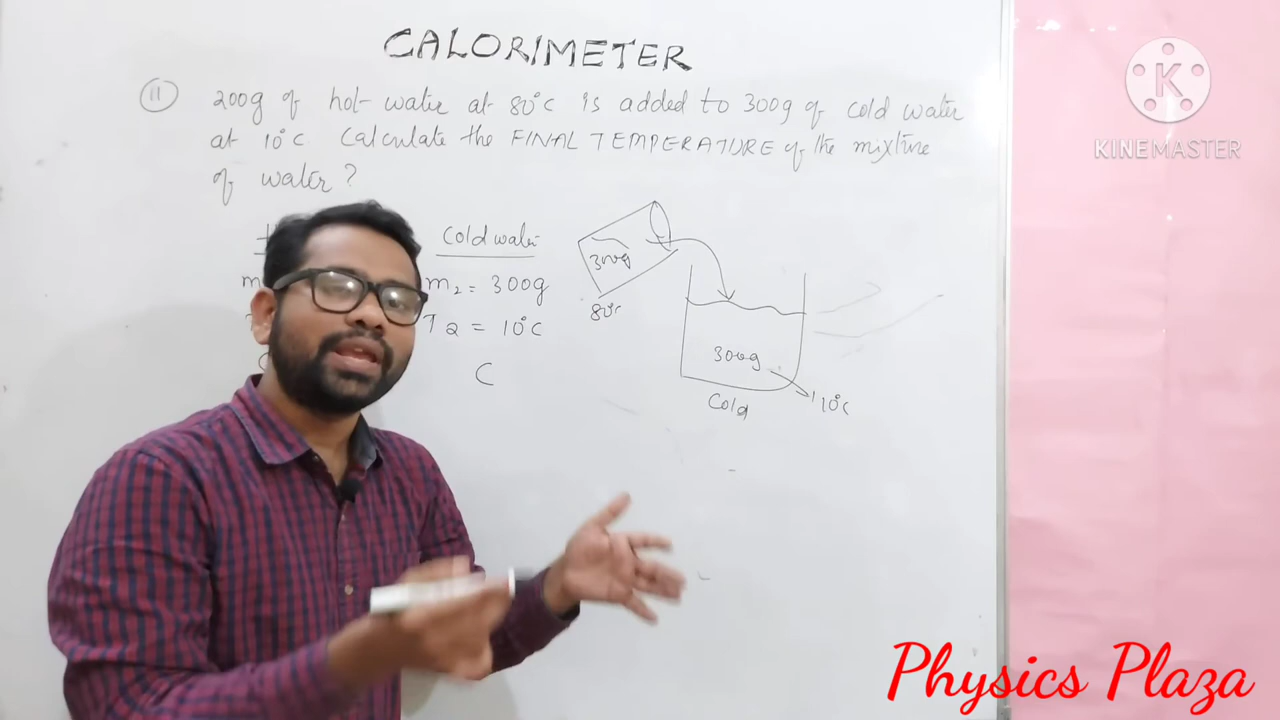 CALORIMETER
11 200g of hot water at 80°C is added to 300g of cold water
at 10°C Calculate the FINAL TEMPERATURE of the mixture
of water?
Cold water
m
m₂ = 300g
T₂ = 10°C
C
300g
80°C
300g
Cold
10°C
KINEMASTER
Physics Plaza